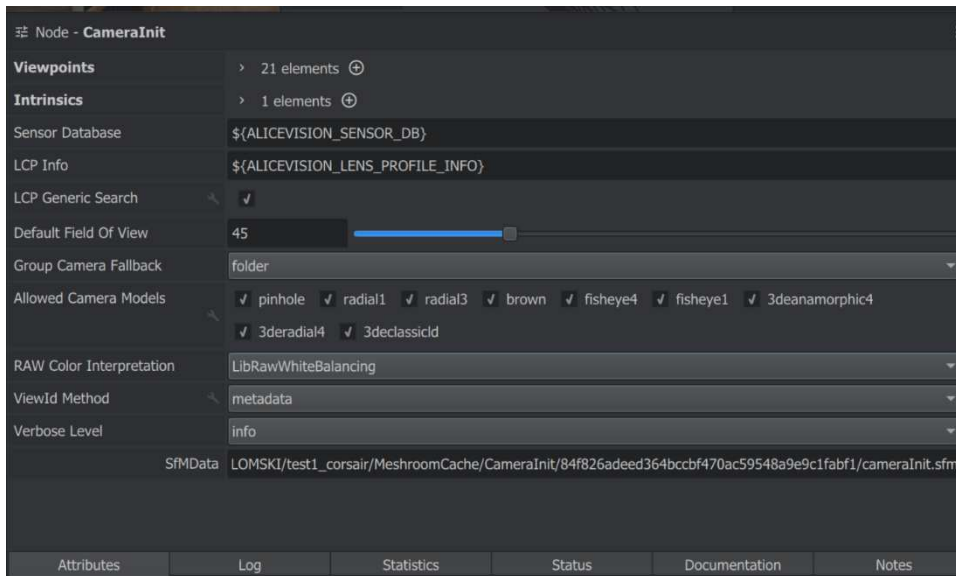 Node - CameraInit
Viewpoints 21 elements
Intrinsics 1 elements
Sensor Database ${ALICEVISION_SENSOR_DB}
LCP Info ${ALICEVISION_LENS_PROFILE_INFO}
LCP Generic Search
Default Field Of View 45
Group Camera Fallback folder
Allowed Camera Models pinhole radial1 radial3 brown fisheye4 fisheye1 3deanamorphic4
3deradial4 3declassicld
RAW Color Interpretation LibRawWhiteBalancing
ViewId Method metadata
Verbose Level info
SfMData LOMSKI/test1_corsair/MeshroomCache/CameraInit/84f826adeed364bccbf470ac59548a9e9c1fabf1/cameraInit.sfm
Attributes Log Statistics Status Documentation Notes